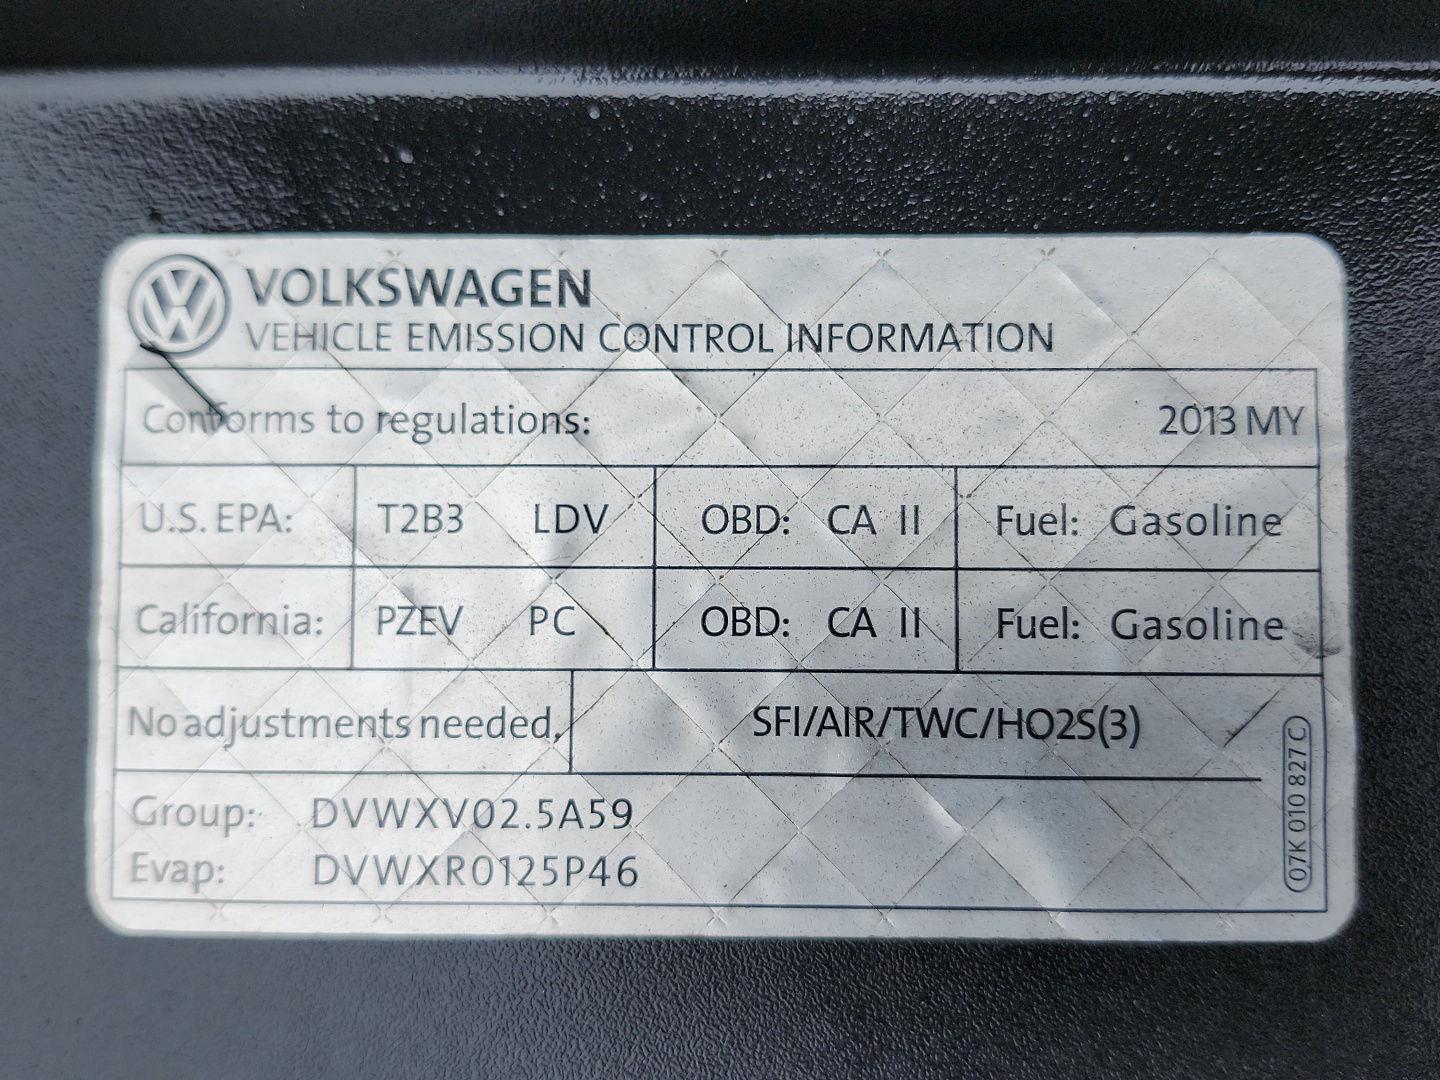 VOLKSWAGEN
VEHICLE EMISSION CONTROL INFORMATION
Conforms to regulations: 2013 MY
U.S. EPA: T2B3 LDV OBD: CA II Fuel: Gasoline
California: PZEV PC OBD: CA II Fuel: Gasoline
No adjustments needed. SFI/AIR/TWC/HO2S(3)
Group: DVWXV02.5A59
Evap: DVWXR0125P46
07K 010 827 C